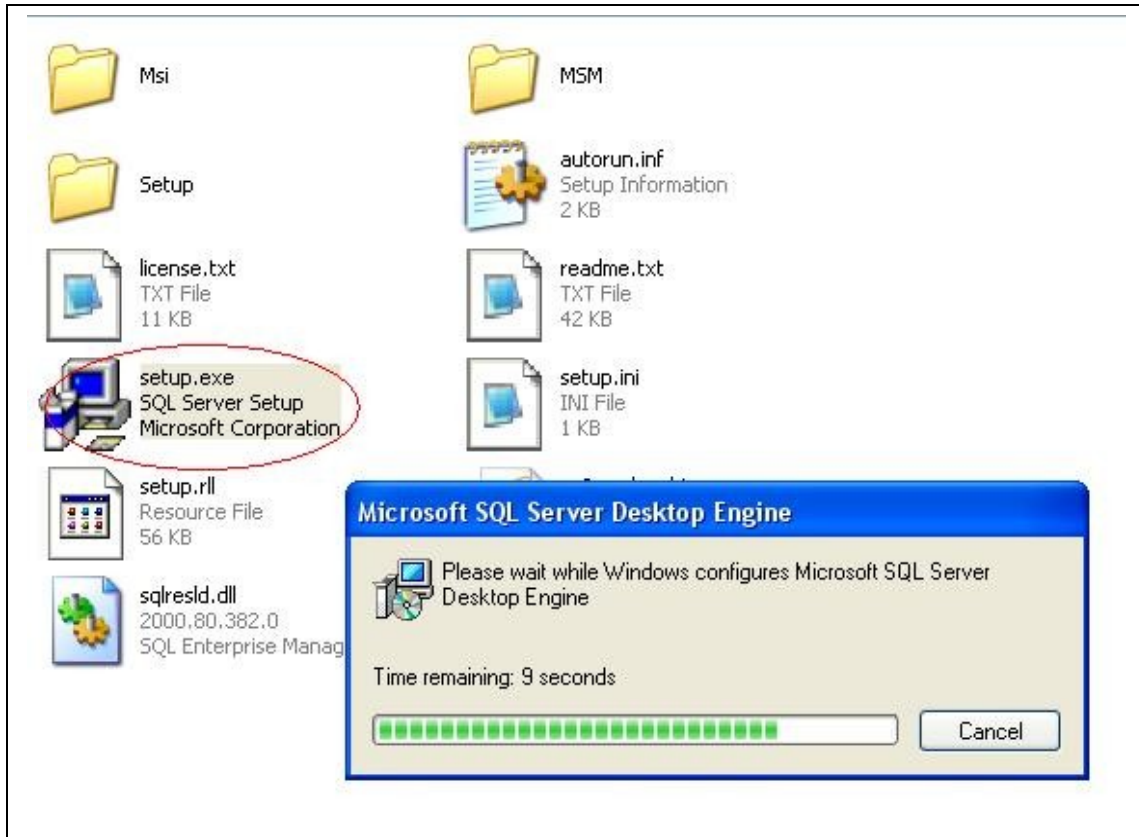 Msi
MSM
Setup
autorun.inf
Setup Information
2 KB
license.txt
TXT File
11 KB
readme.txt
TXT File
42 KB
setup.exe
SQL Server Setup
Microsoft Corporation
setup.ini
INI File
1 KB
setup.rll
Resource File
56 KB
sqlresld.dll
2000.80.382.0
SQL Enterprise Manag
Microsoft SQL Server Desktop Engine
Please wait while Windows configures Microsoft SQL Server
Desktop Engine
Time remaining: 9 seconds
Cancel